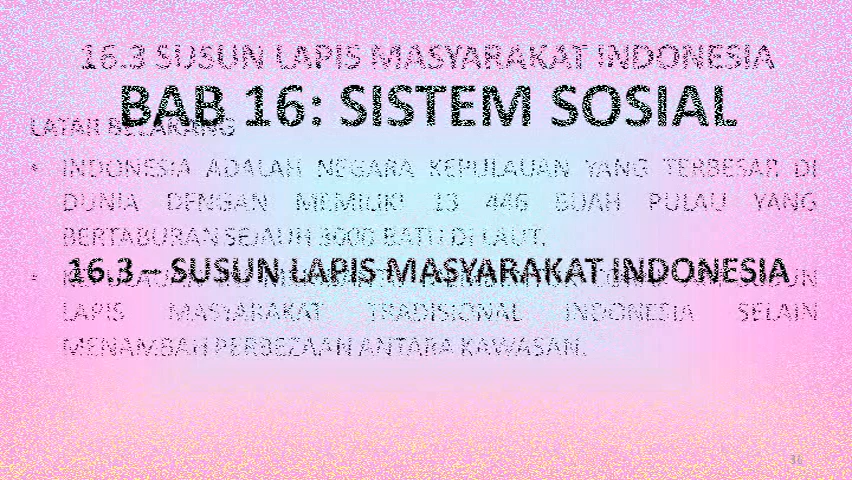 16.3 SUSUN LAPIS MASYARAKAT INDONESIA
BAB 16: SISTEM SOSIAL
LATAR BELAKANG
• INDONESIA ADALAH NEGARA KEPULAUAN YANG TERBESAR DI
DUNIA DENGAN MEMILIKI 13 446 BUAH PULAU YANG
BERTABURAN SEJAUH 3000 BATU DI LAUT.
16.3 – SUSUN LAPIS MASYARAKAT INDONESIA
LAPIS MASYARAKAT TRADISIONAL INDONESIA SELAIN
MENAMBAH PERBEZAAN ANTARA KAWASAN.